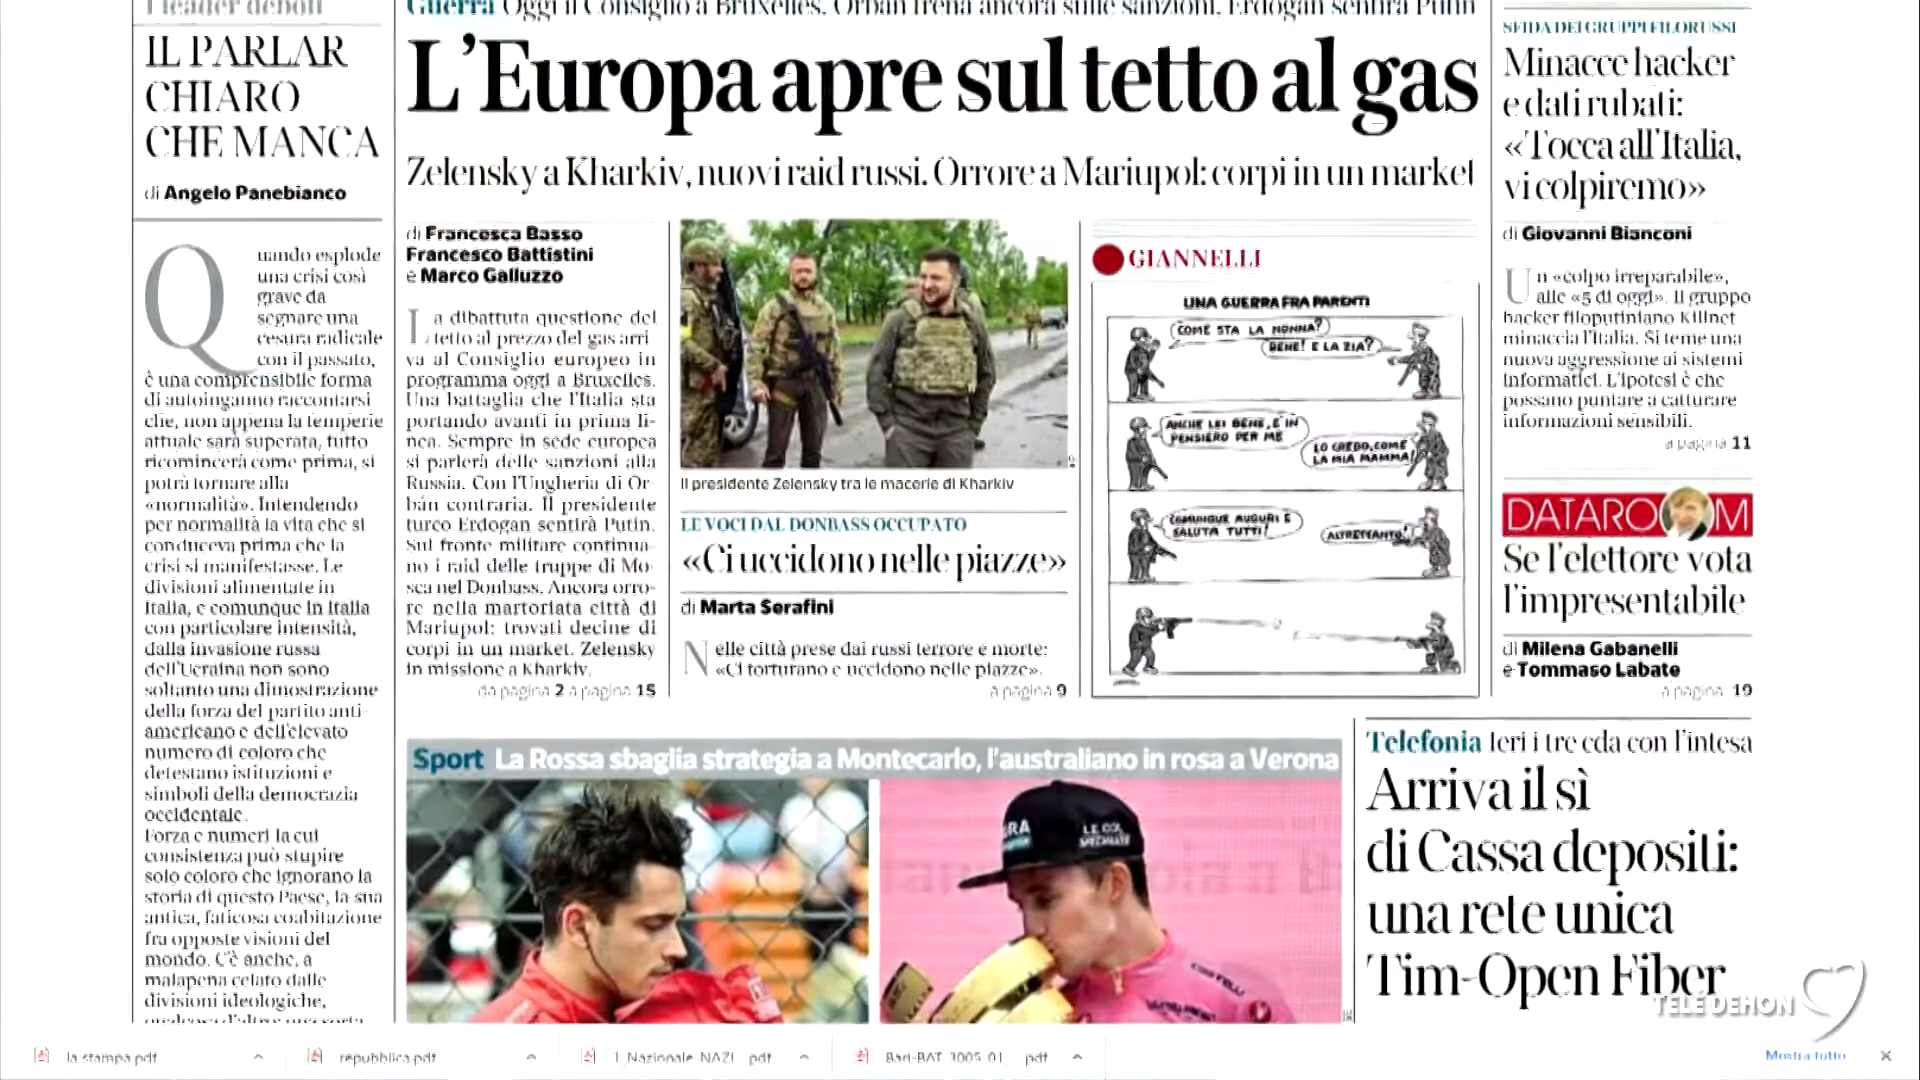 I leader deboli
IL PARLAR
CHIARO
CHE MANCA
di Angelo Panebianco
Quando esplode
una crisi così
grave da
segnare una
cesura radicale
con il passato,
è una comprensibile forma
di autoinganno raccontarsi
che, non appena la temperie
attuale sarà superata, tutto
ricomincerà come prima, si
potrà tornare alla
«normalità». Intendendo
per normalità la vita che si
conduceva prima che la
crisi si manifestasse. Le
divisioni alimentate in
Italia, e comunque in Italia
con particolare intensità,
dalla invasione russa
dell'Ucraina non sono
soltanto una dimostrazione
della forza del partito anti-
americano e dell'elevato
numero di coloro che
detestano istituzioni e
simboli della democrazia
occidentale.
Forza e numeri la cui
consistenza può stupire
solo coloro che ignorano la
storia di questo Paese, la sua
antica, faticosa coabitazione
fra opposte visioni del
mondo. C'è anche, a
malapena celato dalle
divisioni ideologiche,
qualcosa d'altro: una sorta
Guerra Oggi il Consiglio a Bruxelles. Orbán frena ancora sulle sanzioni, Erdogan sentirà Putin
L'Europa apre sul tetto al gas
Zelensky a Kharkiv, nuovi raid russi. Orrore a Mariupol: corpi in un market
di Francesca Basso
Francesco Battistini
e Marco Galluzzo
La dibattuta questione del
tetto al prezzo del gas arri
va al Consiglio europeo in
programma oggi a Bruxelles.
Una battaglia che l'Italia sta
portando avanti in prima li-
nea. Sempre in sede europea
si parlerà delle sanzioni alla
Russia. Con l'Ungheria di Or-
bán contraria. Il presidente
turco Erdogan sentirà Putin.
Sul fronte militare continua-
no i raid delle truppe di Mo-
sca nel Donbass. Ancora orro-
re nella martoriata città di
Mariupol: trovati decine di
corpi in un market. Zelensky
in missione a Kharkiv.
da pagina 2 a pagina 15
Il presidente Zelensky tra le macerie di Kharkiv
LE VOCI DAL DONBASS OCCUPATO
«Ci uccidono nelle piazze»
di Marta Serafini
Nelle città prese dai russi terrore e morte:
«Ci torturano e uccidono nelle piazze».
a pagina 9
GIANNELLI
UNA GUERRA FRA PARENTI
COME STA LA NONNA?
BENE! E LA ZIA?
ANCHE LEI BENE, È IN
PENSIERO PER ME
LO CREDO, COME
LA MIA MAMMA!
COMUNQUE AUGURI E
SALUTA TUTTI!
ALTRETTANTO!
SFIDA DEI GRUPPI FILORUSSI
Minacce hacker
e dati rubati:
«Tocca all'Italia,
vi colpiremo»
di Giovanni Bianconi
Un «colpo irreparabile»,
alle «5 di oggi». Il gruppo
hacker filoputiniano Killnet
minaccia l'Italia. Si teme una
nuova aggressione ai sistemi
informatici. L'ipotesi è che
possano puntare a catturare
informazioni sensibili.
a pagina 11
DATAROOM
Se l'elettore vota
l'impresentabile
di Milena Gabanelli
e Tommaso Labate
a pagina 19
Sport La Rossa sbaglia strategia a Montecarlo, l'australiano in rosa a Verona
Telefonia Ieri i tre cda con l'intesa
Arriva il sì
di Cassa depositi:
una rete unica
Tim-Open Fiber
TELE DEHON
la stampa.pdf
repubblica.pdf
Mostra tutto